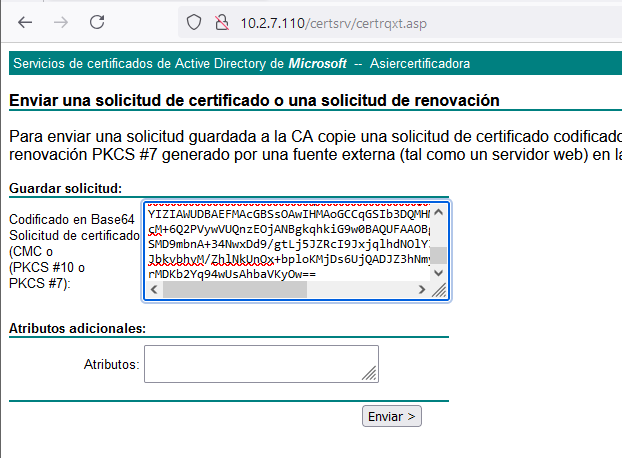 10.2.7.110/certsrv/certrqxt.asp
Servicios de certificados de Active Directory de Microsoft -- Asiercertificadora
Enviar una solicitud de certificado o una solicitud de renovación
Para enviar una solicitud guardada a la CA copie una solicitud de certificado codificado
renovación PKCS #7 generado por una fuente externa (tal como un servidor web) en la
Guardar solicitud:
Codificado en Base64
Solicitud de certificado
(CMC o
(PKCS #10 o
PKCS #7):
YIZIAWUDBAEFMAcGBSsOAwIHMAoGCCqGSIb3DQMH
cM+6Q2PVywVUQnzEOjANBgkqhkiG9w0BAQUFAAOBg
SMD9mbnA+34NwxDd9/gtLj5JZRcI9JxjqlhdNOlY
JbkvbhyM/ZhlNkUnOx+bploKMjDs6UjQADJZ3hNmy
rMDKb2Yq94wUsAhbaVKyOw==
Atributos adicionales:
Atributos:
Enviar >